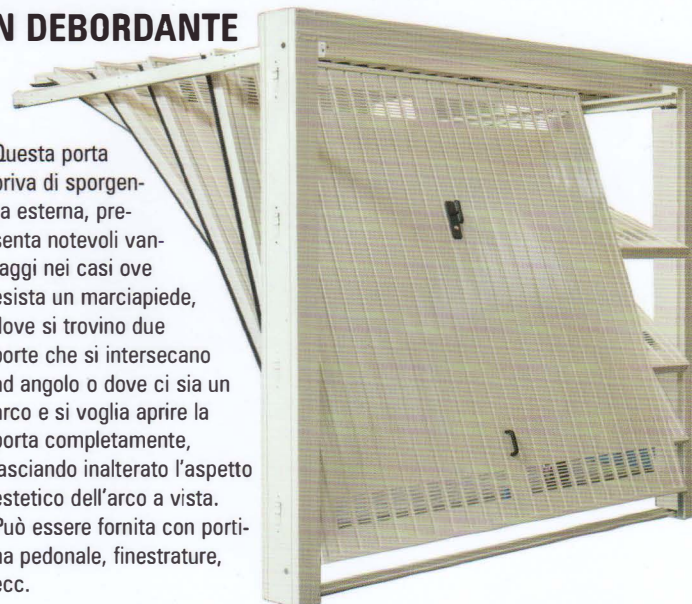 N DEBORDANTE
Questa porta
priva di sporgen-
a esterna, pre-
senta notevoli van-
taggi nei casi ove
esista un marciapiede,
dove si trovino due
porte che si intersecano
ad angolo o dove ci sia un
arco e si voglia aprire la
porta completamente,
asciando inalterato l'aspetto
estetico dell'arco a vista.
Può essere fornita con porti-
na pedonale, finestrature,
ecc.